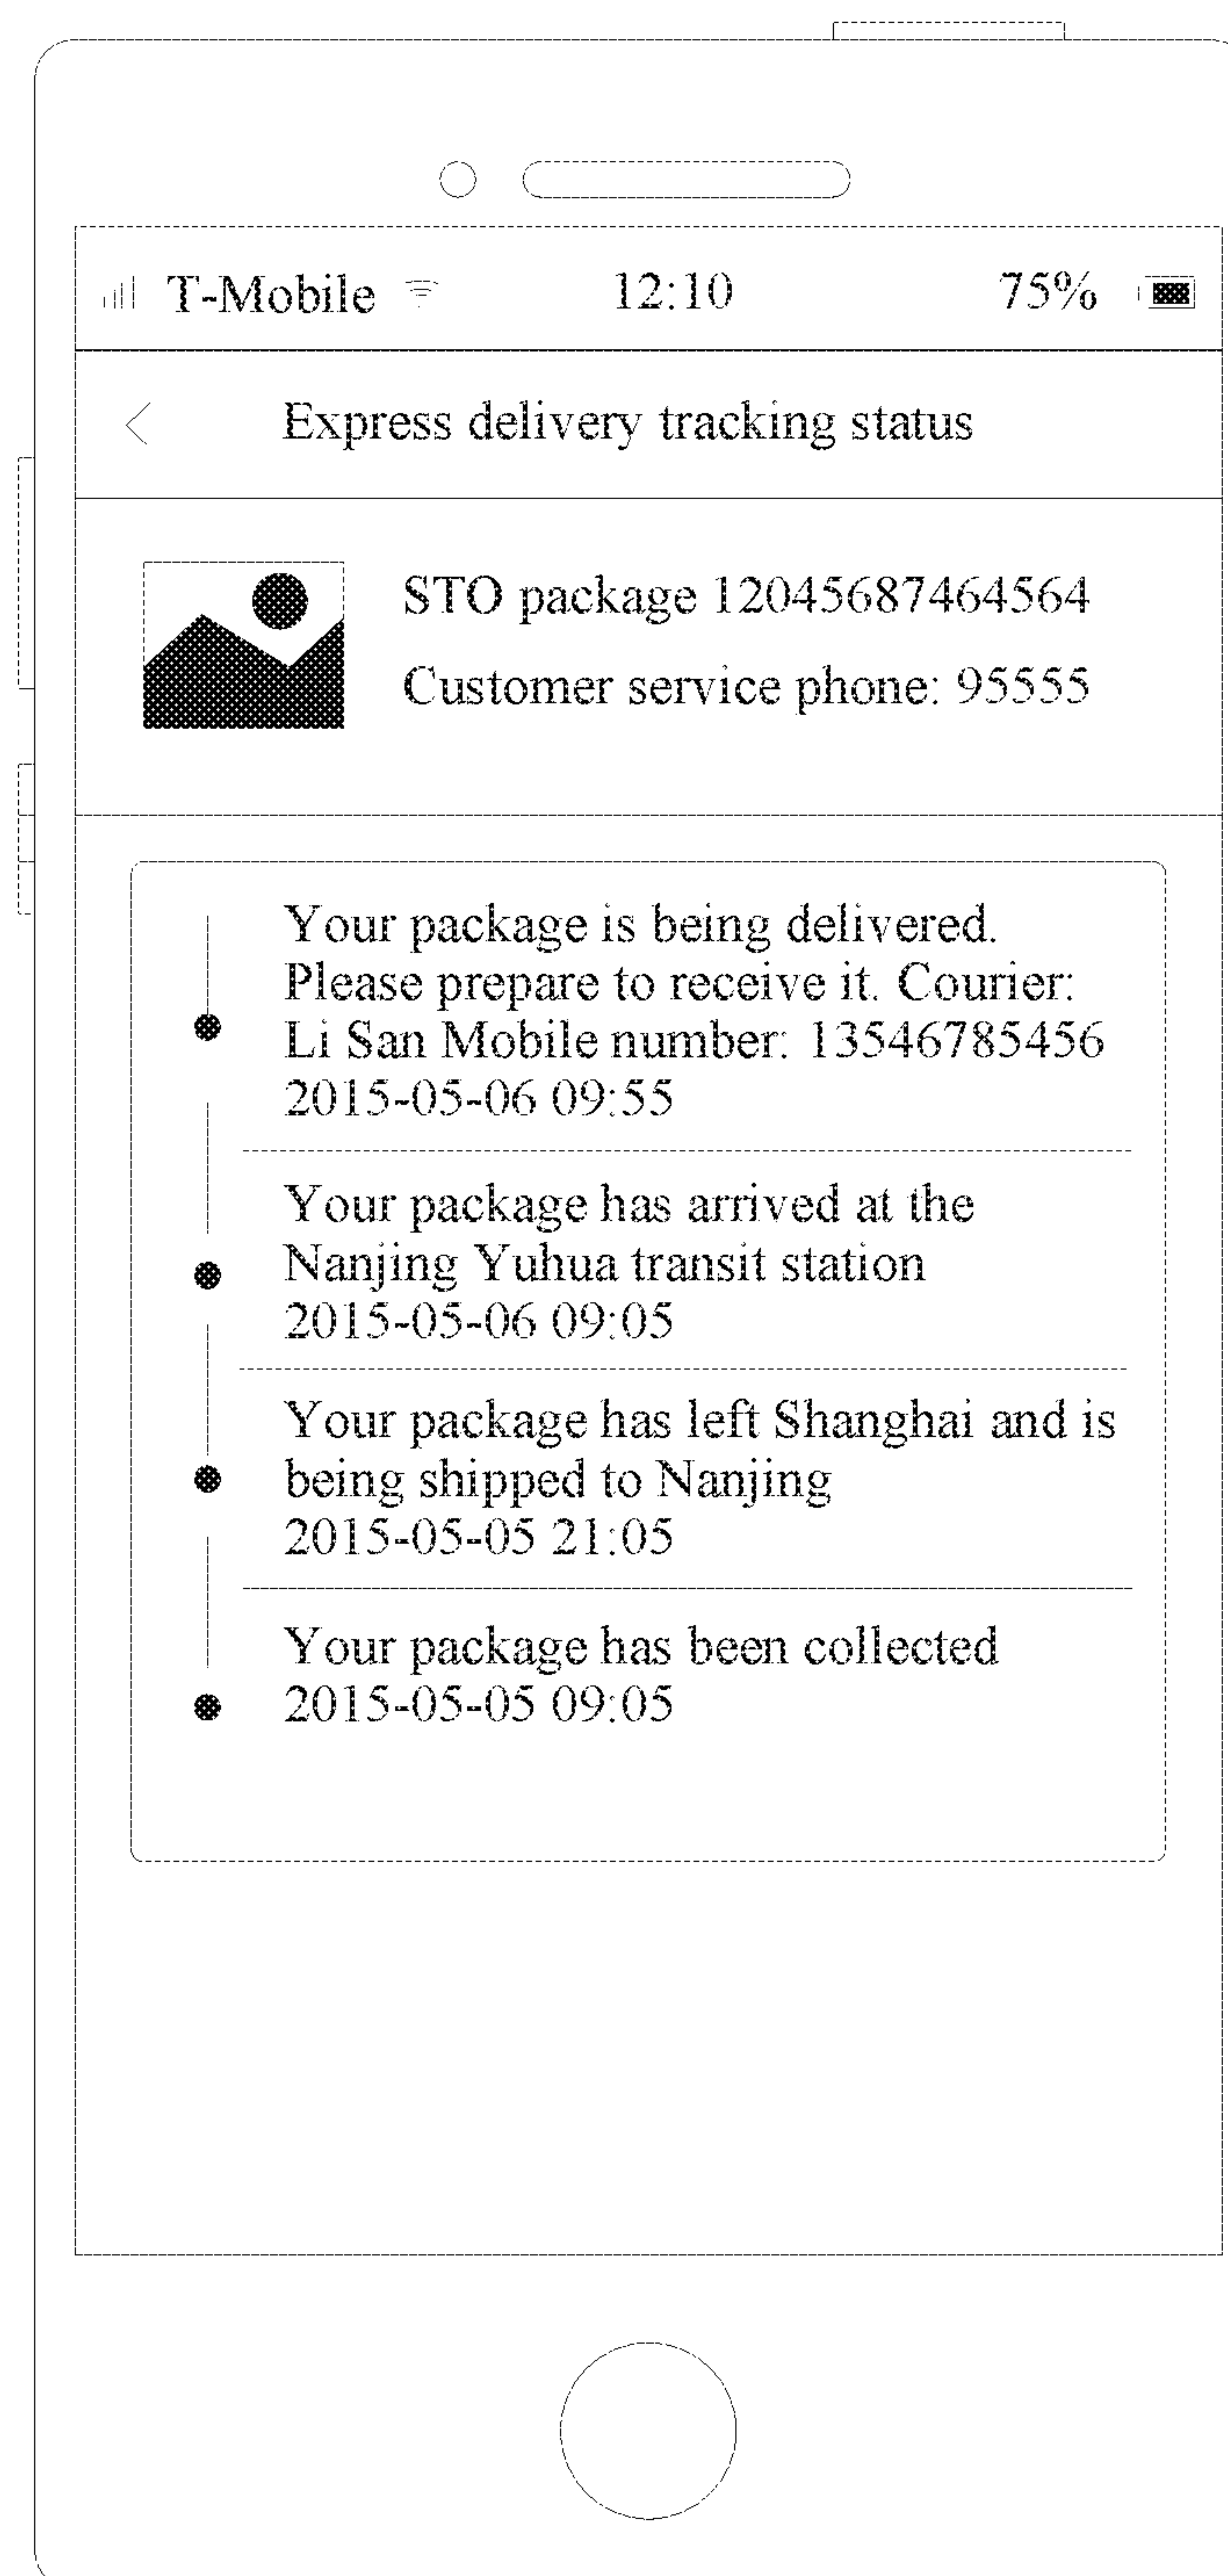 T-Mobile 12:10 75%
Express delivery tracking status
STO package 12045687464564
Customer service phone: 95555
Your package is being delivered.
Please prepare to receive it. Courier:
Li San Mobile number: 13546785456
2015-05-06 09:55
Your package has arrived at the
Nanjing Yuhua transit station
2015-05-06 09:05
Your package has left Shanghai and is
being shipped to Nanjing
2015-05-05 21:05
Your package has been collected
2015-05-05 09:05